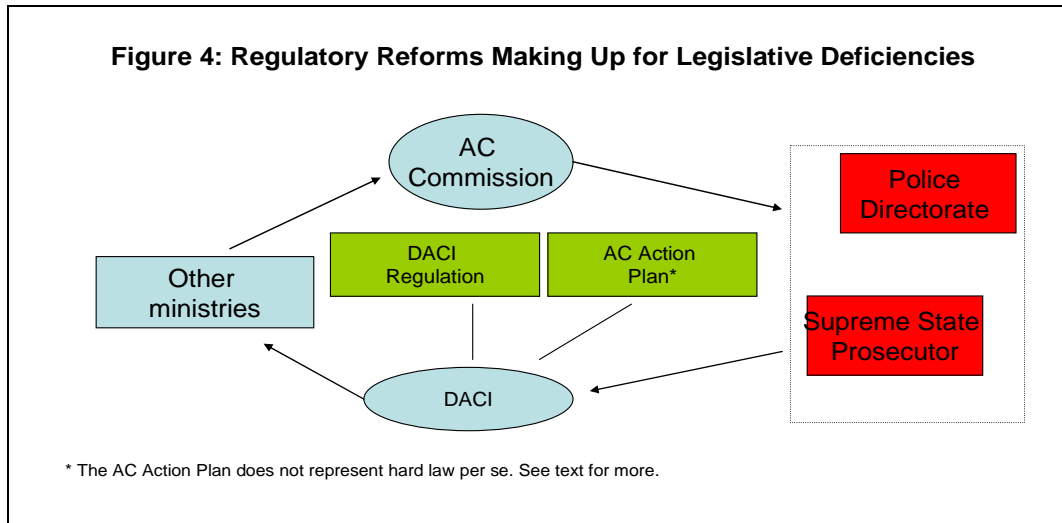 Figure 4: Regulatory Reforms Making Up for Legislative Deficiencies
AC
Commission
Police
Directorate
DACI
Regulation
AC Action
Plan*
Other
ministries
Supreme State
Prosecutor
DACI
* The AC Action Plan does not represent hard law per se. See text for more.